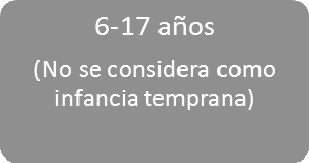 6-17 años
(No se considera como
infancia temprana)